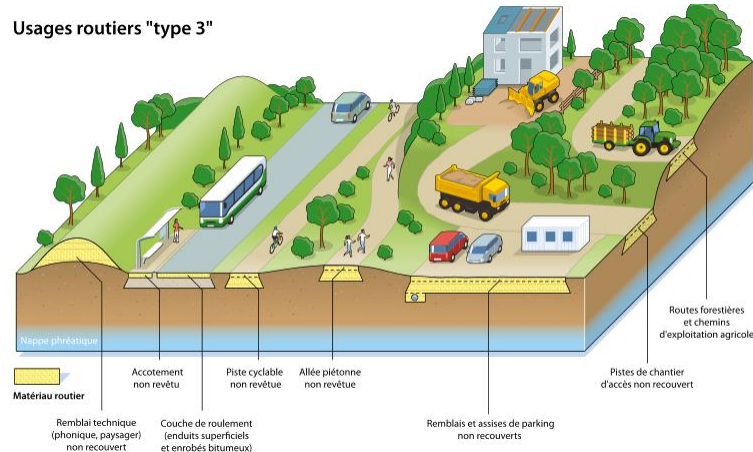 Usages routiers "type 3"
Nappe phréatique
Matériau routier
Remblai technique
(phonique, paysager)
non recouvert
Accotement
non revêtu
Couche de roulement
(enduits superficiels
et enrobés bitumeux)
Piste cyclable
non revêtue
Allée piétonne
non revêtue
Remblais et assises de parking
non recouverts
Pistes de chantier
d'accès non recouvert
Routes forestières
et chemins
d'exploitation agricole